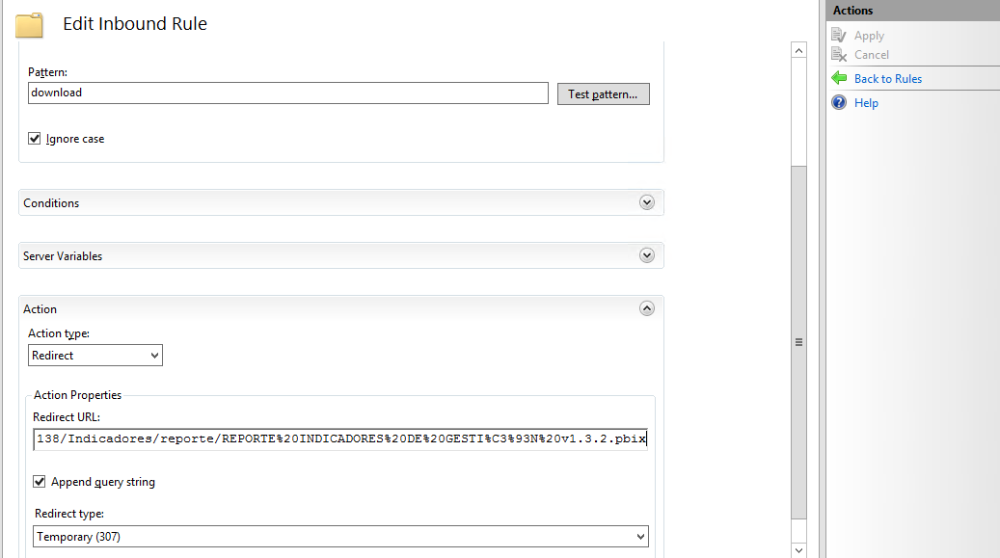 Edit Inbound Rule
Pattern:
download
Test pattern...
Ignore case
Conditions
Server Variables
Action
Action type:
Redirect
Action Properties
Redirect URL:
138/Indicadores/reporte/REPORTE%20INDICADORES%20DE%20GESTI%C3%93N%20v1.3.2.pbix
Append query string
Redirect type:
Temporary (307)
Actions
Apply
Cancel
Back to Rules
Help